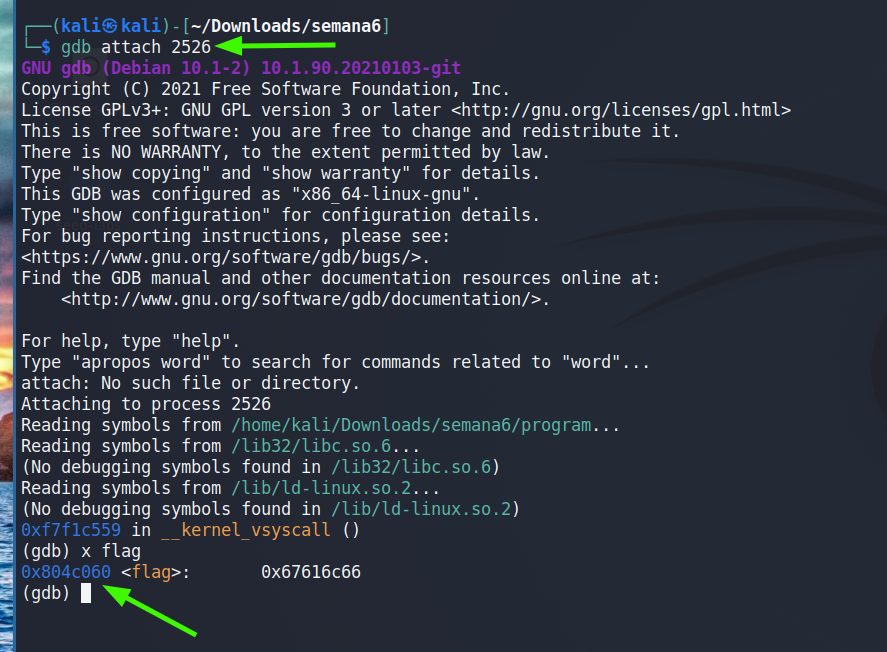 ┌──(kali㉿kali)-[~/Downloads/semana6]
└─$ gdb attach 2526
GNU gdb (Debian 10.1-2) 10.1.90.20210103-git
Copyright (C) 2021 Free Software Foundation, Inc.
License GPLv3+: GNU GPL version 3 or later <http://gnu.org/licenses/gpl.html>
This is free software: you are free to change and redistribute it.
There is NO WARRANTY, to the extent permitted by law.
Type "show copying" and "show warranty" for details.
This GDB was configured as "x86_64-linux-gnu".
Type "show configuration" for configuration details.
For bug reporting instructions, please see:
<https://www.gnu.org/software/gdb/bugs/>.
Find the GDB manual and other documentation resources online at:
    <http://www.gnu.org/software/gdb/documentation/>.
For help, type "help".
Type "apropos word" to search for commands related to "word"...
attach: No such file or directory.
Attaching to process 2526
Reading symbols from /home/kali/Downloads/semana6/program...
Reading symbols from /lib32/libc.so.6...
(No debugging symbols found in /lib32/libc.so.6)
Reading symbols from /lib/ld-linux.so.2...
(No debugging symbols found in /lib/ld-linux.so.2)
0xf7f1c559 in __kernel_vsyscall ()
(gdb) x flag
0x804c060 <flag>:       0x67616c66
(gdb)